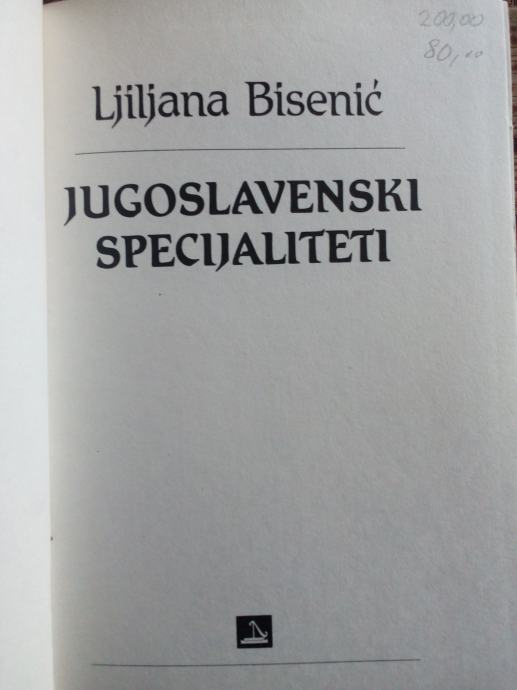 200,00
80,00
Ljiljana Bisenić
JUGOSLAVENSKI
SPECIJALITETI